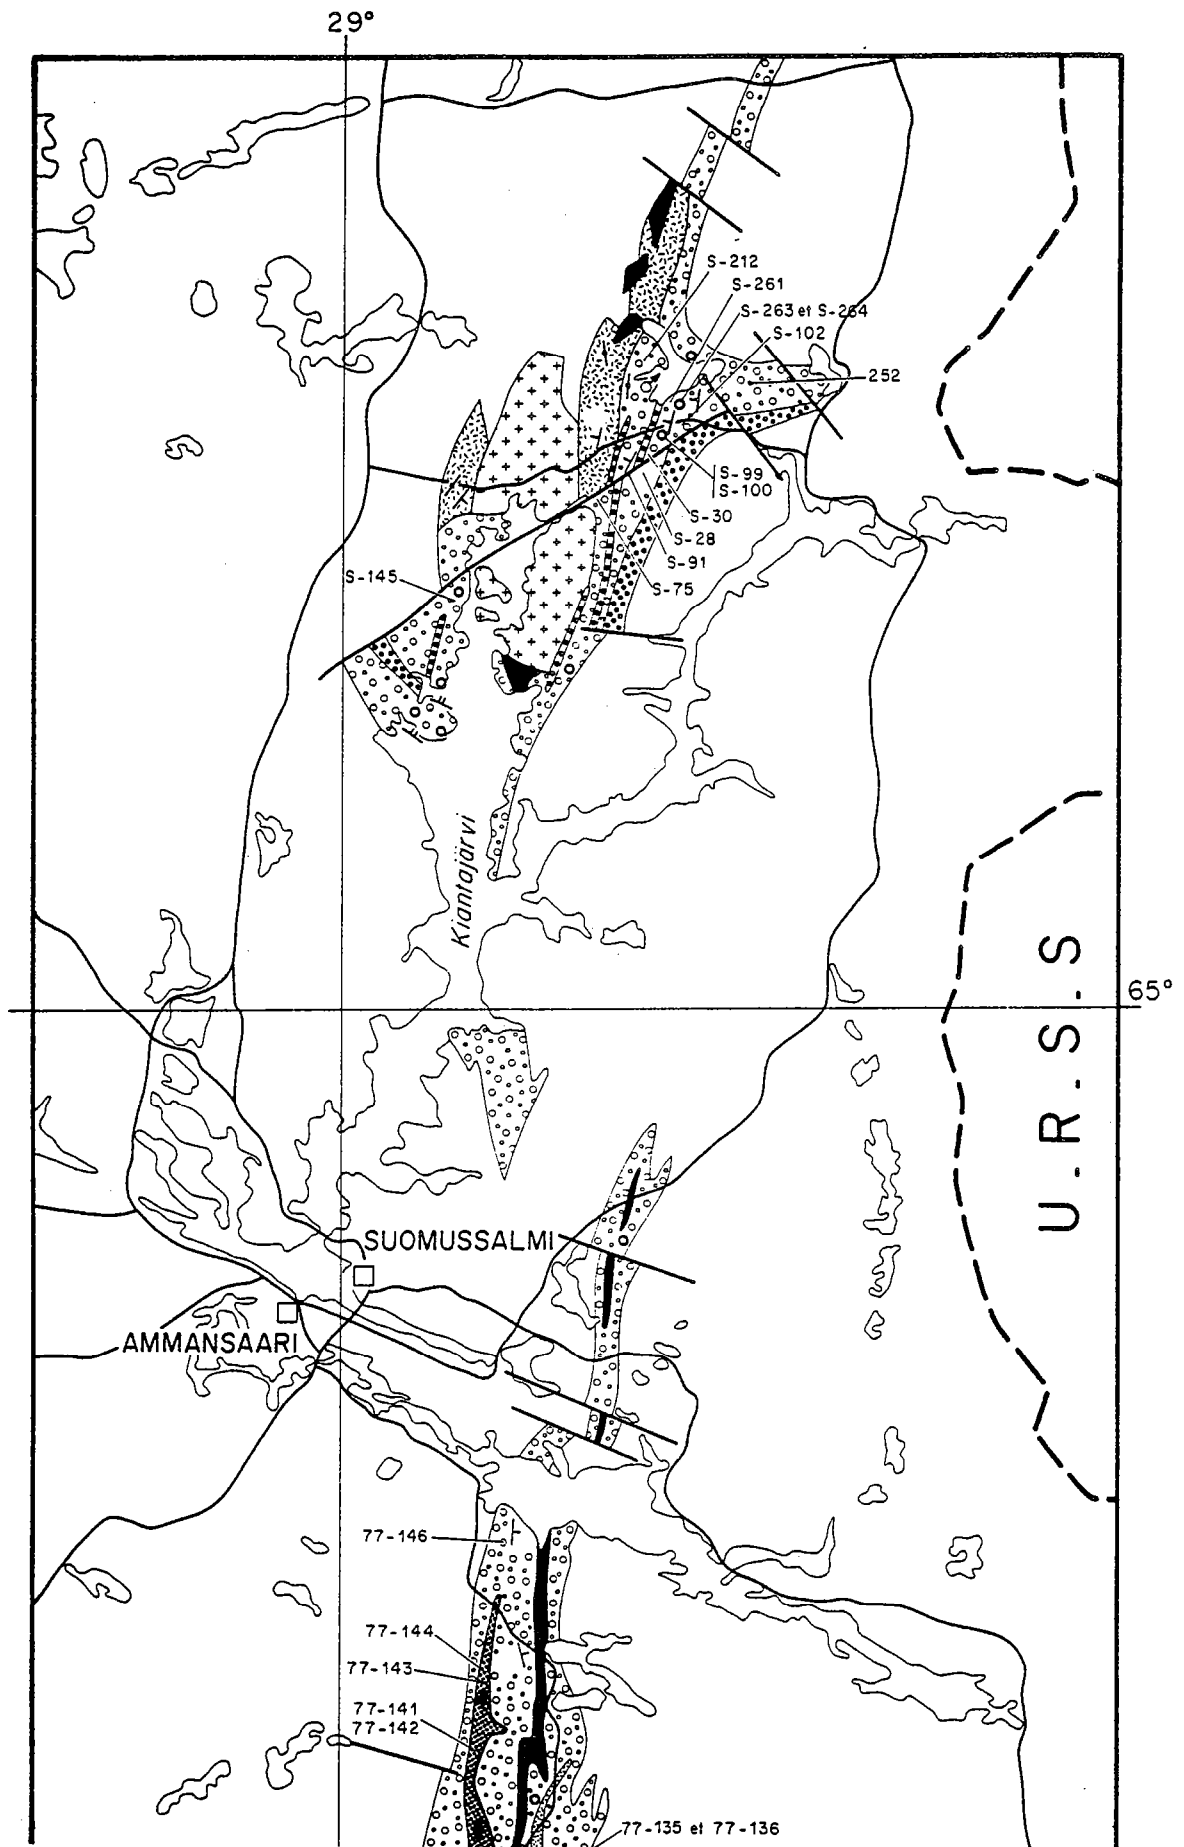 29°
S-212
S-261
S-263 et S-264
S-102
252
S-99
S-100
S-30
S-28
S-91
S-75
S-145
Kiantajärvi
65°
U.R.S.S
SUOMUSSALMI
AMMANSAARI
77-146
77-144
77-143
77-141
77-142
77-135 et 77-136